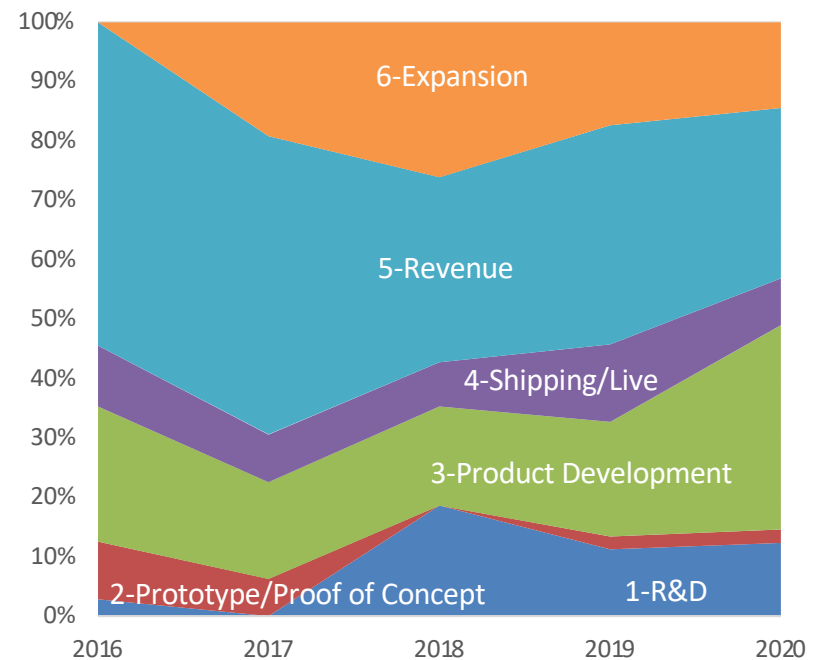 100%
6-Expansion
90%
80%
70%
5-Revenue
60%
50%
40%
4-Shipping/Live
30%
3-Product Development
20%
10%
2-Prototype/Proof of Concept
1-R&D
0%
2016 2017 2018 2019 2020